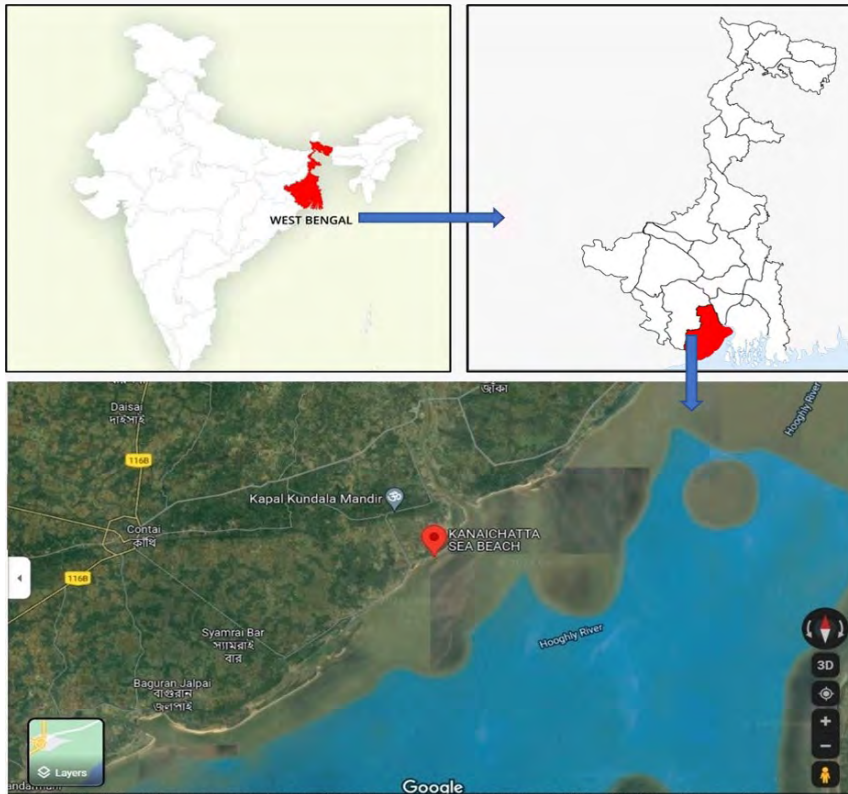 WEST BENGAL
জাঁকা
Daisai
দাইসাই
Hooghly River
116B
Kapal Kundala Mandir
ॐ
KANAICHATTA
SEA BEACH
Contai
কাঁথি
116B
Hooghly River
Syamrai Bar
শ্যামরাই
বার
3D
Baguran Jalpai
বাগুরান
জলপাই
Layers
Google